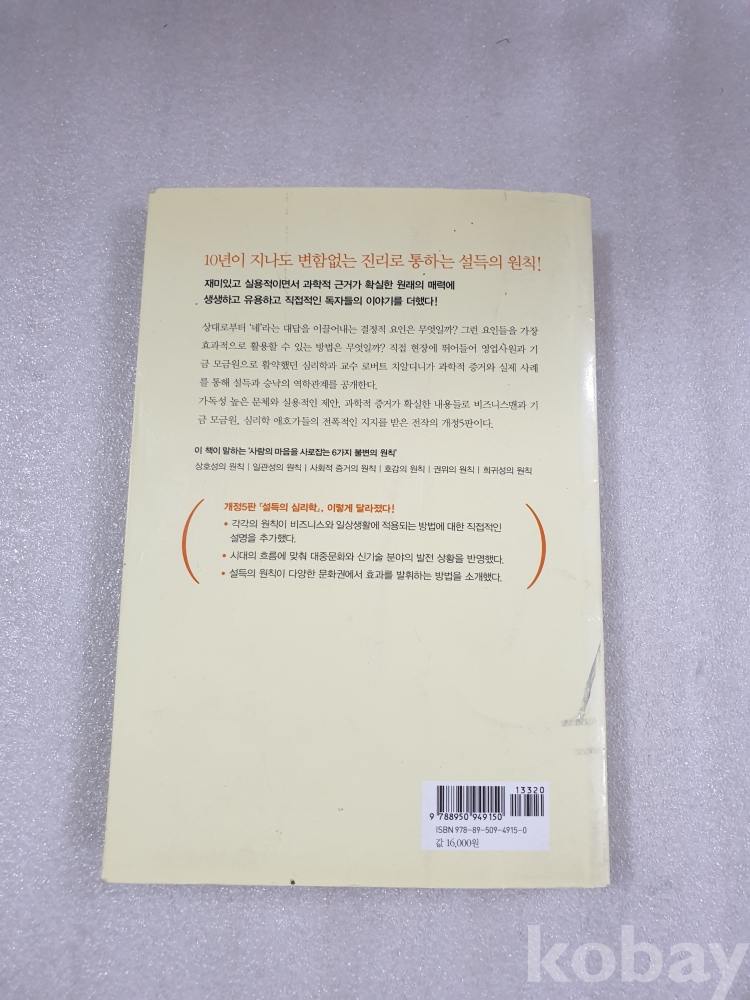 10년이 지나도 변함없는 진리로 통하는 설득의 원칙!
재미있고 실용적이면서 과학적 근거가 확실한 원래의 매력에
생생하고 유용하고 직접적인 독자들의 이야기를 더했다!
상대로부터 '네'라는 대답을 이끌어내는 결정적 요인은 무엇일까? 그런 요인들을 가장
효과적으로 활용할 수 있는 방법은 무엇일까? 직접 현장에 뛰어들어 영업사원과 기
금 모금원으로 활약했던 심리학과 교수 로버트 치알디니가 과학적 증거와 실제 사례
를 통해 설득과 승낙의 역학관계를 공개한다.
가독성 높은 문체와 실용적인 제안, 과학적 증거가 확실한 내용들로 비즈니스맨과 기
금 모금원, 심리학 애호가들의 전폭적인 지지를 받은 전작의 개정5판이다.
이 책이 말하는 '사람의 마음을 사로잡는 6가지 불변의 원칙'
상호성의 원칙 | 일관성의 원칙 | 사회적 증거의 원칙 | 호감의 원칙 | 권위의 원칙 | 희귀성의 원칙
개정5판 『설득의 심리학』, 이렇게 달라졌다!
• 각각의 원칙이 비즈니스와 일상생활에 적용되는 방법에 대한 직접적인
설명을 추가했다.
• 시대의 흐름에 맞춰 대중문화와 신기술 분야의 발전 상황을 반영했다.
• 설득의 원칙이 다양한 문화권에서 효과를 발휘하는 방법을 소개했다.
13320
9 788950 949150
ISBN 978-89-509-4915-0
값 16,000원
kobay